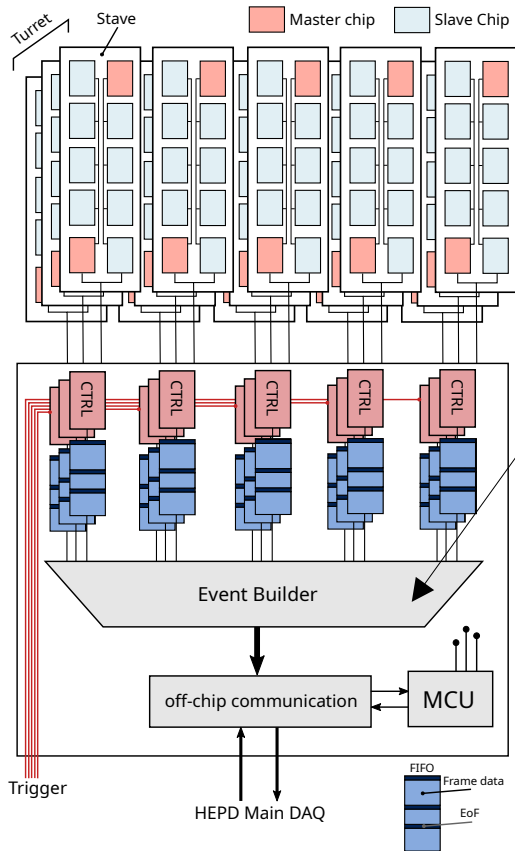 Turret
Stave
Master chip
Slave Chip
CTRL
CTRL
CTRL
CTRL
CTRL
Event Builder
off-chip communication
MCU
Trigger
HEPD Main DAQ
FIFO
Frame data
EoF